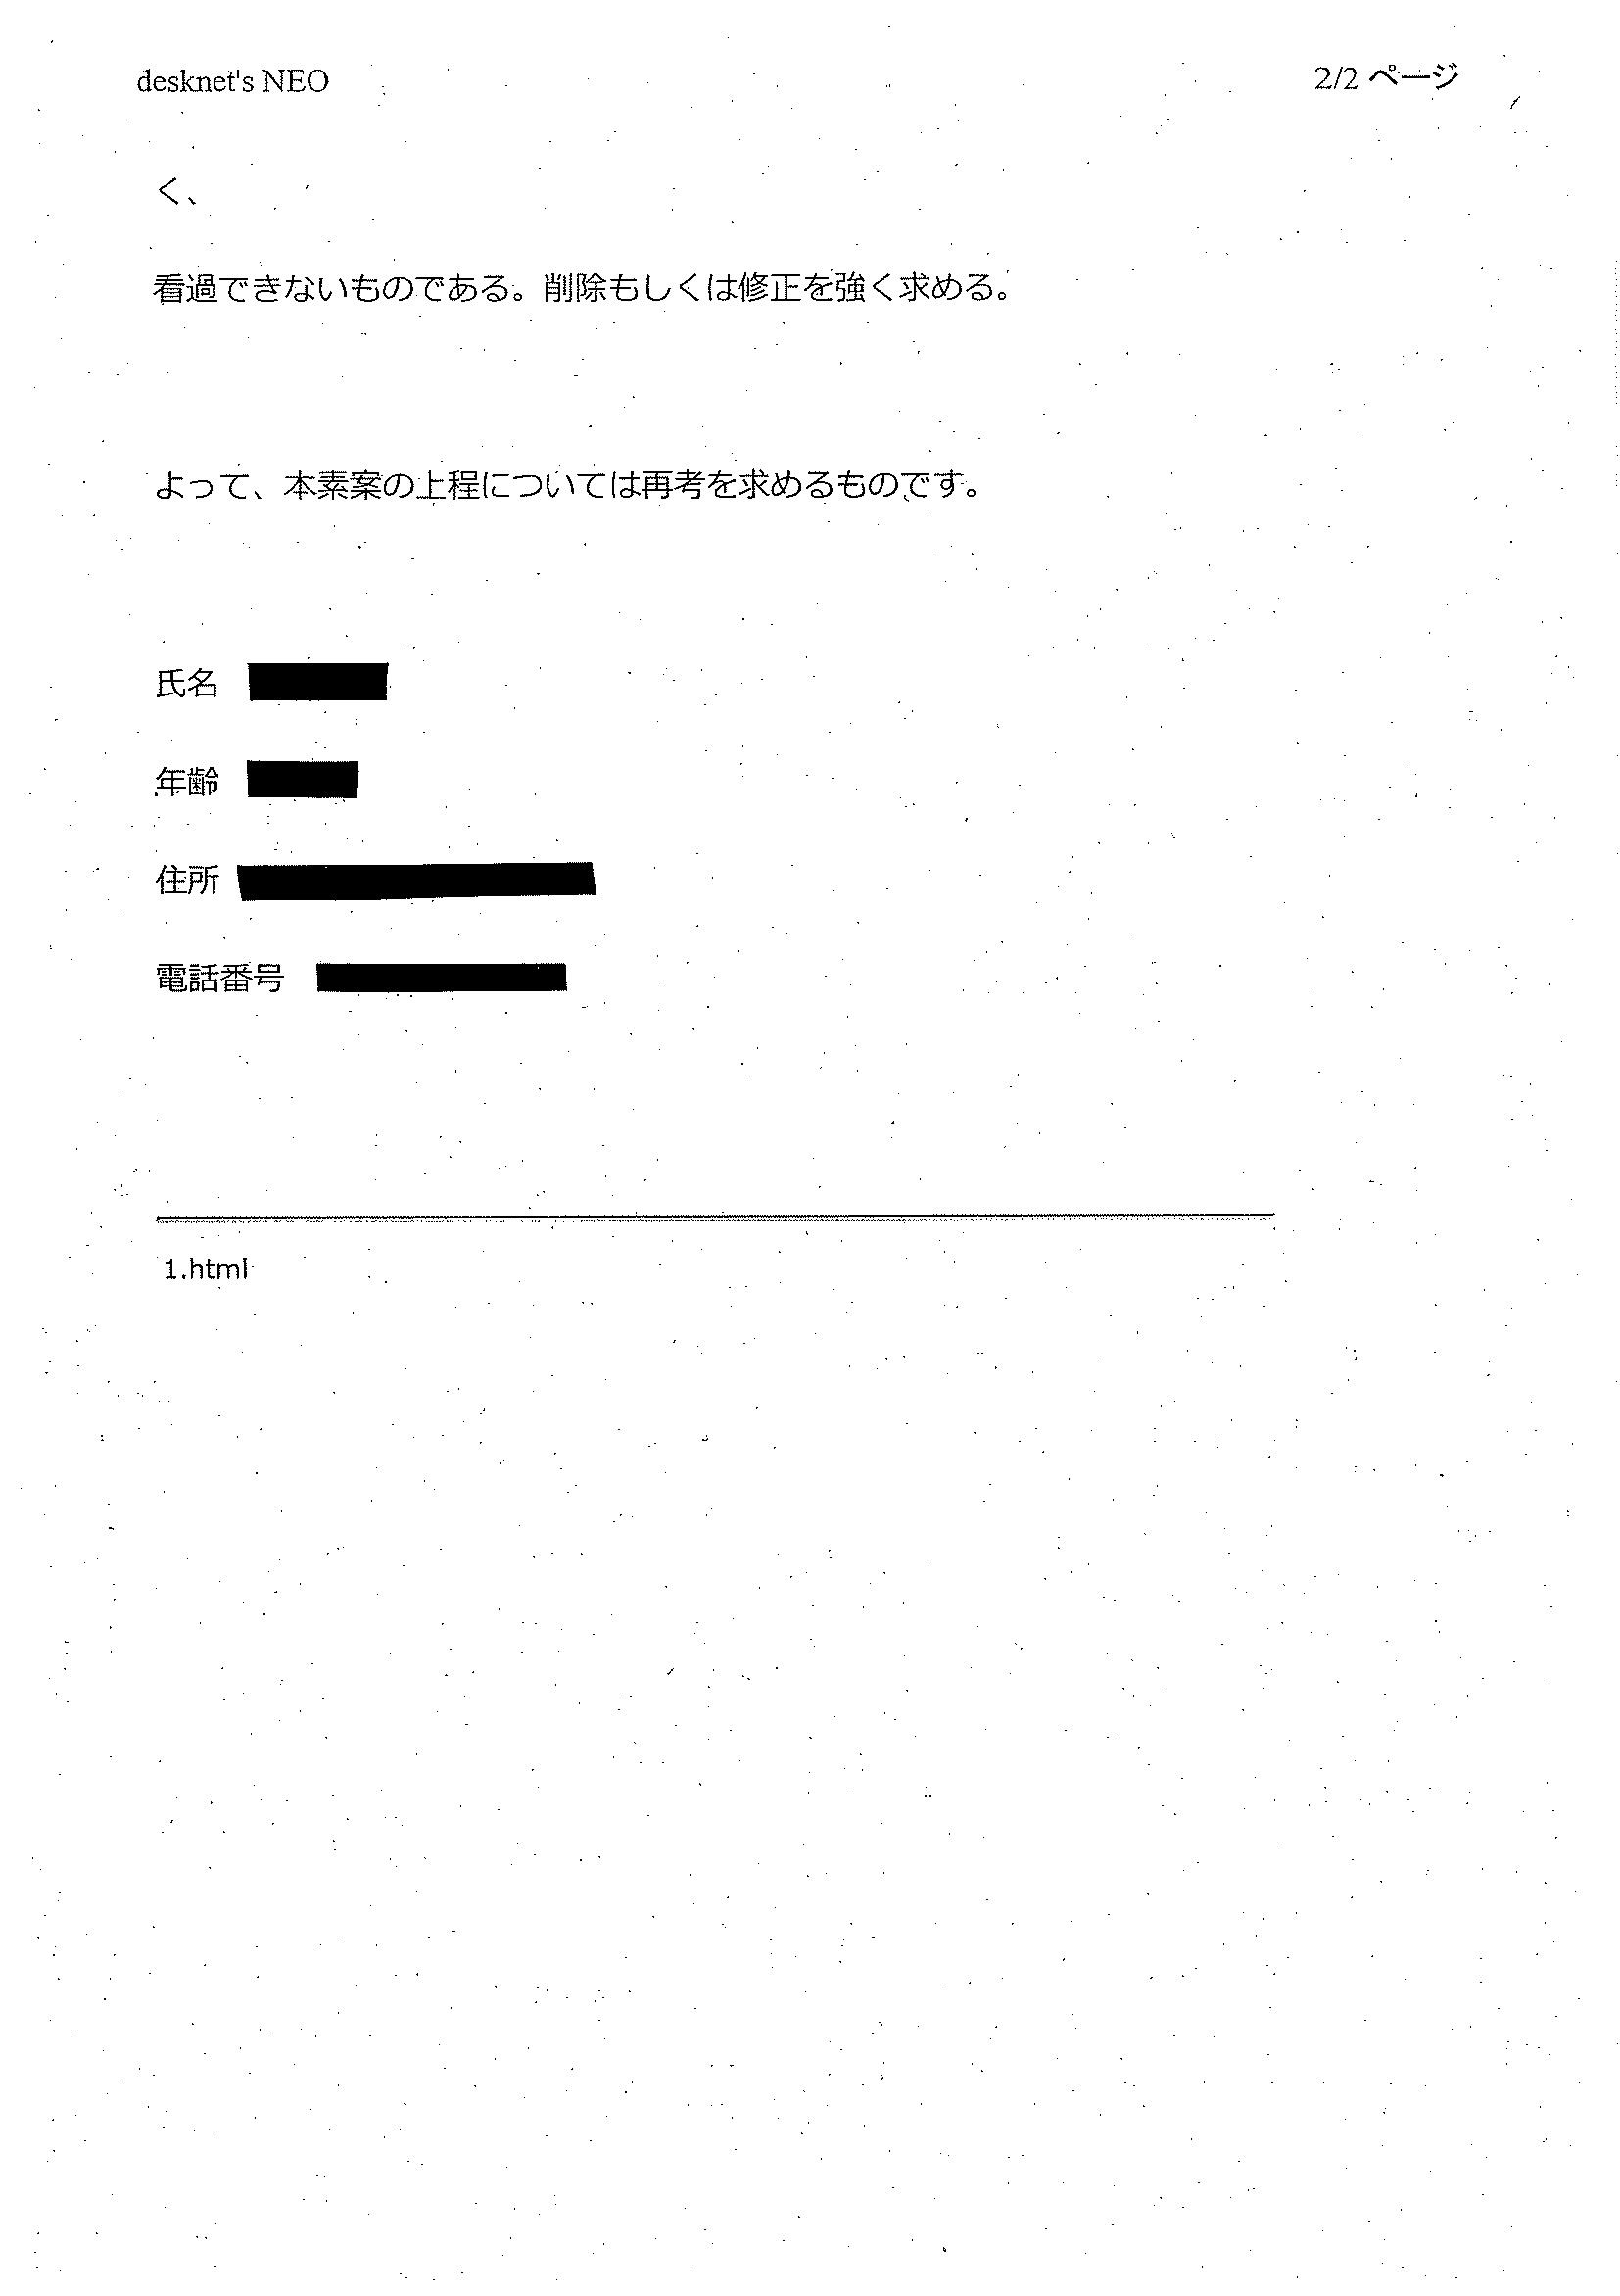 desknet's NEO
2/2 ページ
く、
看過できないものである。削除もしくは修正を強く求める。
よって、本素案の上程については再考を求めるものです。
氏名
年齢
住所
電話番号
1.html